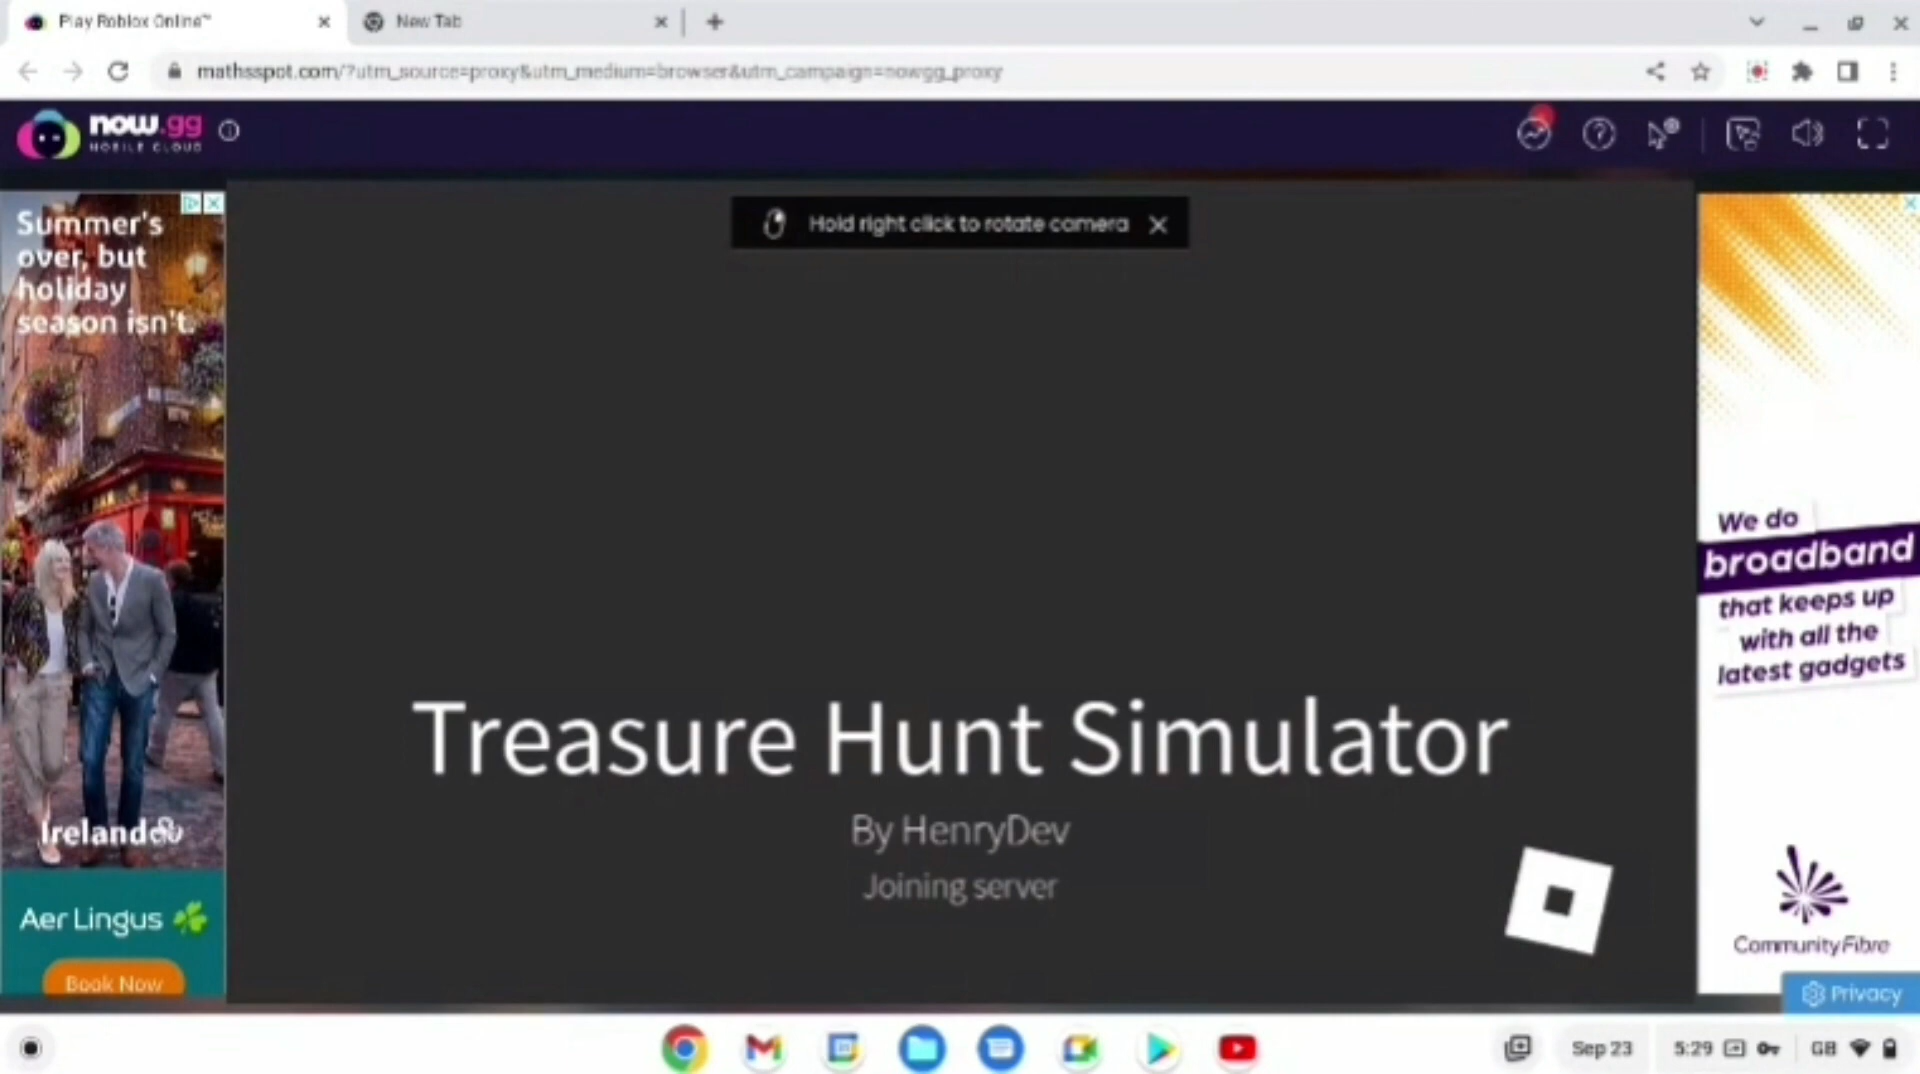 Play Roblox Online™
New Tab
mathsspot.com/?utm_source=proxy&utm_medium=browser&utm_campaign=nowgg_proxy
now.gg
MOBILE CLOUD
Hold right click to rotate camera
Summer's
over, but
holiday
season isn't.
Ireland
Aer Lingus
Book Now
Treasure Hunt Simulator
By HenryDev
Joining server
We do
broadband
that keeps up
with all the
latest gadgets
Community Fibre
Privacy
Sep 23
5:29
GB